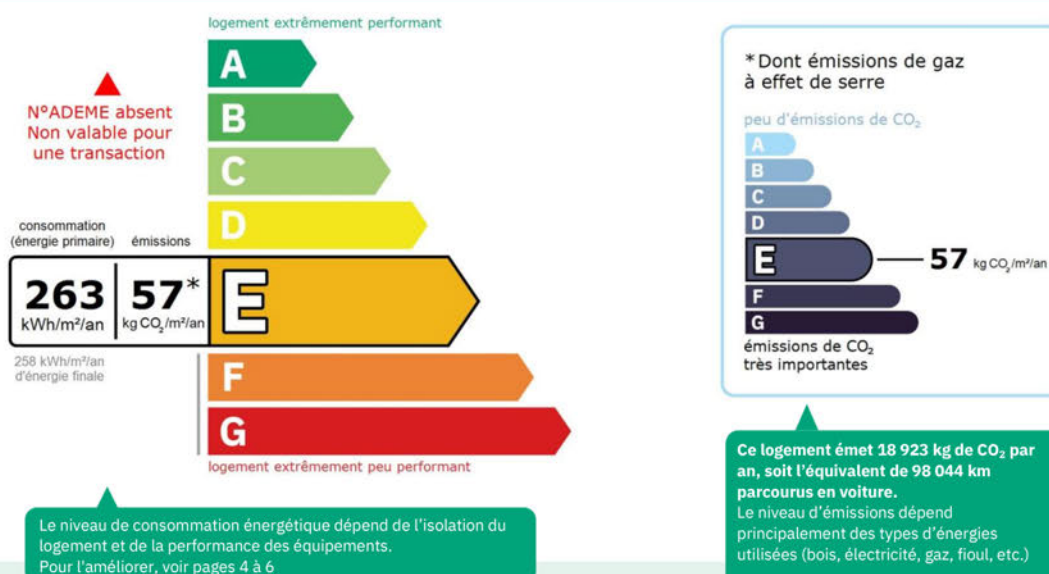 logement extrêmement performant
N°ADEME absent
Non valable pour
une transaction
A
B
C
D
consommation
(énergie primaire)
émissions
263
kWh/m²/an
57*
kg CO₂/m²/an
E
258 kWh/m²/an
d'énergie finale
F
G
logement extrêmement peu performant
Le niveau de consommation énergétique dépend de l'isolation du
logement et de la performance des équipements.
Pour l'améliorer, voir pages 4 à 6
*Dont émissions de gaz
à effet de serre
peu d'émissions de CO₂
A
B
C
D
E
57 kg CO₂/m²/an
F
G
émissions de CO₂
très importantes
Ce logement émet 18 923 kg de CO₂ par
an, soit l'équivalent de 98 044 km
parcourus en voiture.
Le niveau d'émissions dépend
principalement des types d'énergies
utilisées (bois, électricité, gaz, fioul, etc.)